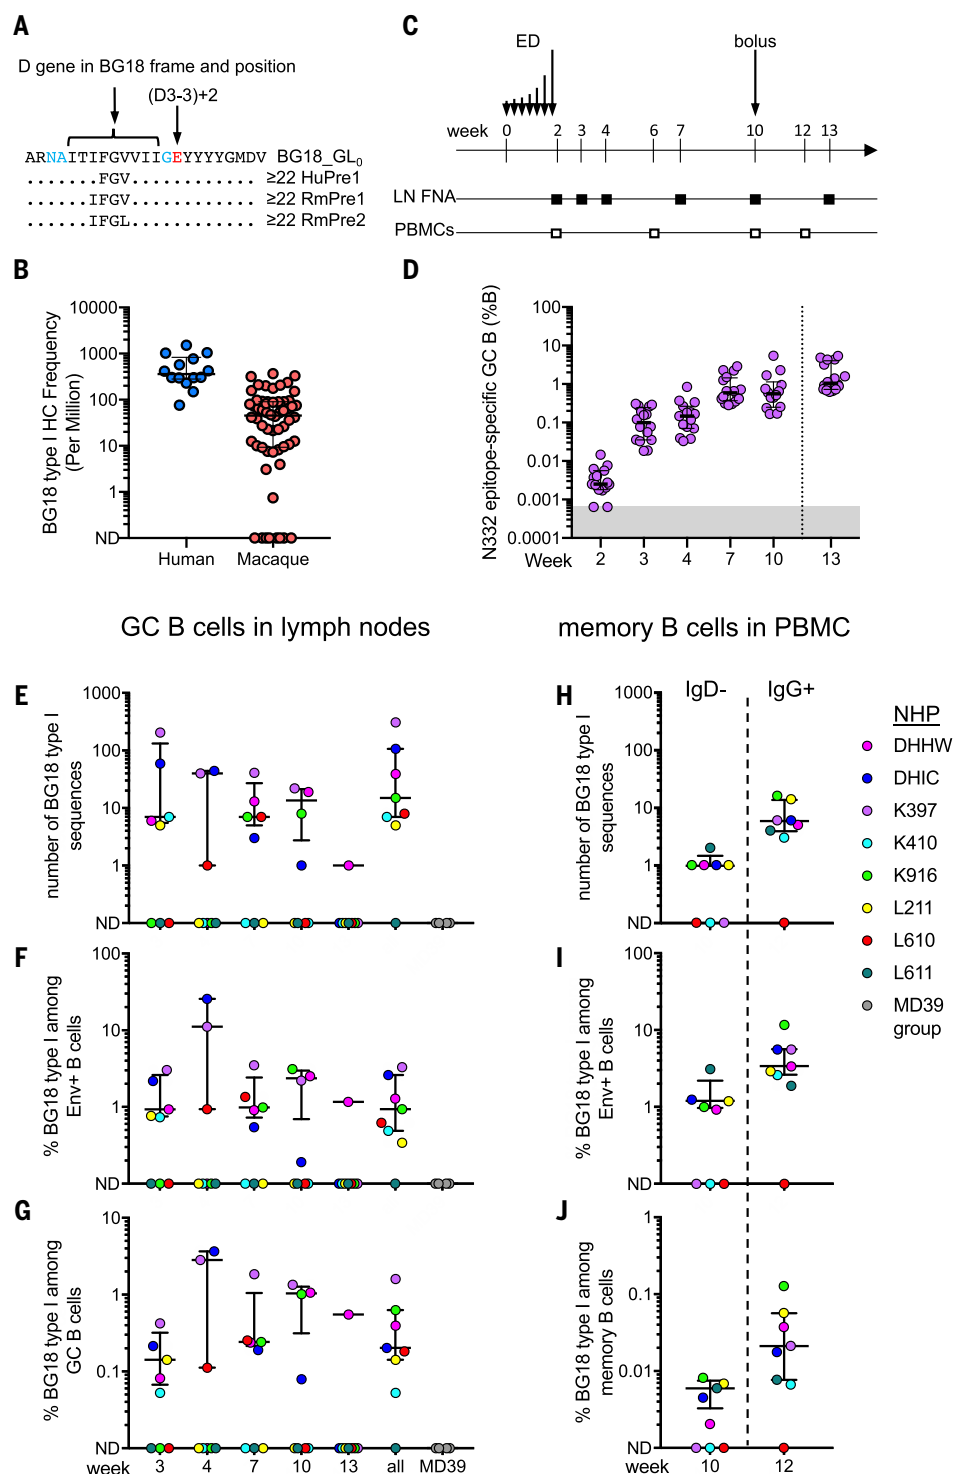 A
D gene in BG18 frame and position
(D3-3)+2
ARNAITIFGVVIIGEYYYYGMDV BG18_GL0
.......FGV............. ≥22 HuPre1
......IFGV............. ≥22 RmPre1
......IFGL............. ≥22 RmPre2
C
ED
bolus
week 0 2 3 4 6 7 10 12 13
LN FNA
PBMCs
B
BG18 type I HC Frequency
(Per Million)
10000
1000
100
10
1
ND
Human Macaque
D
N332 epitope-specific GC B (%B)
100
10
1
0.1
0.01
0.001
0.0001
Week 2 3 4 7 10 13
GC B cells in lymph nodes
memory B cells in PBMC
E
number of BG18 type I
sequences
1000
100
10
1
ND
F
% BG18 type I among
Env+ B cells
100
10
1
ND
G
% BG18 type I among
GC B cells
10
1
0.1
ND
week 3 4 7 10 13 all MD39
H
IgD- IgG+
number of BG18 type I
sequences
1000
100
10
1
ND
I
% BG18 type I among
Env+ B cells
100
10
1
ND
J
% BG18 type I among
memory B cells
1
0.1
0.01
ND
week 10 12
NHP
DHHW
DHIC
K397
K410
K916
L211
L610
L611
MD39
group